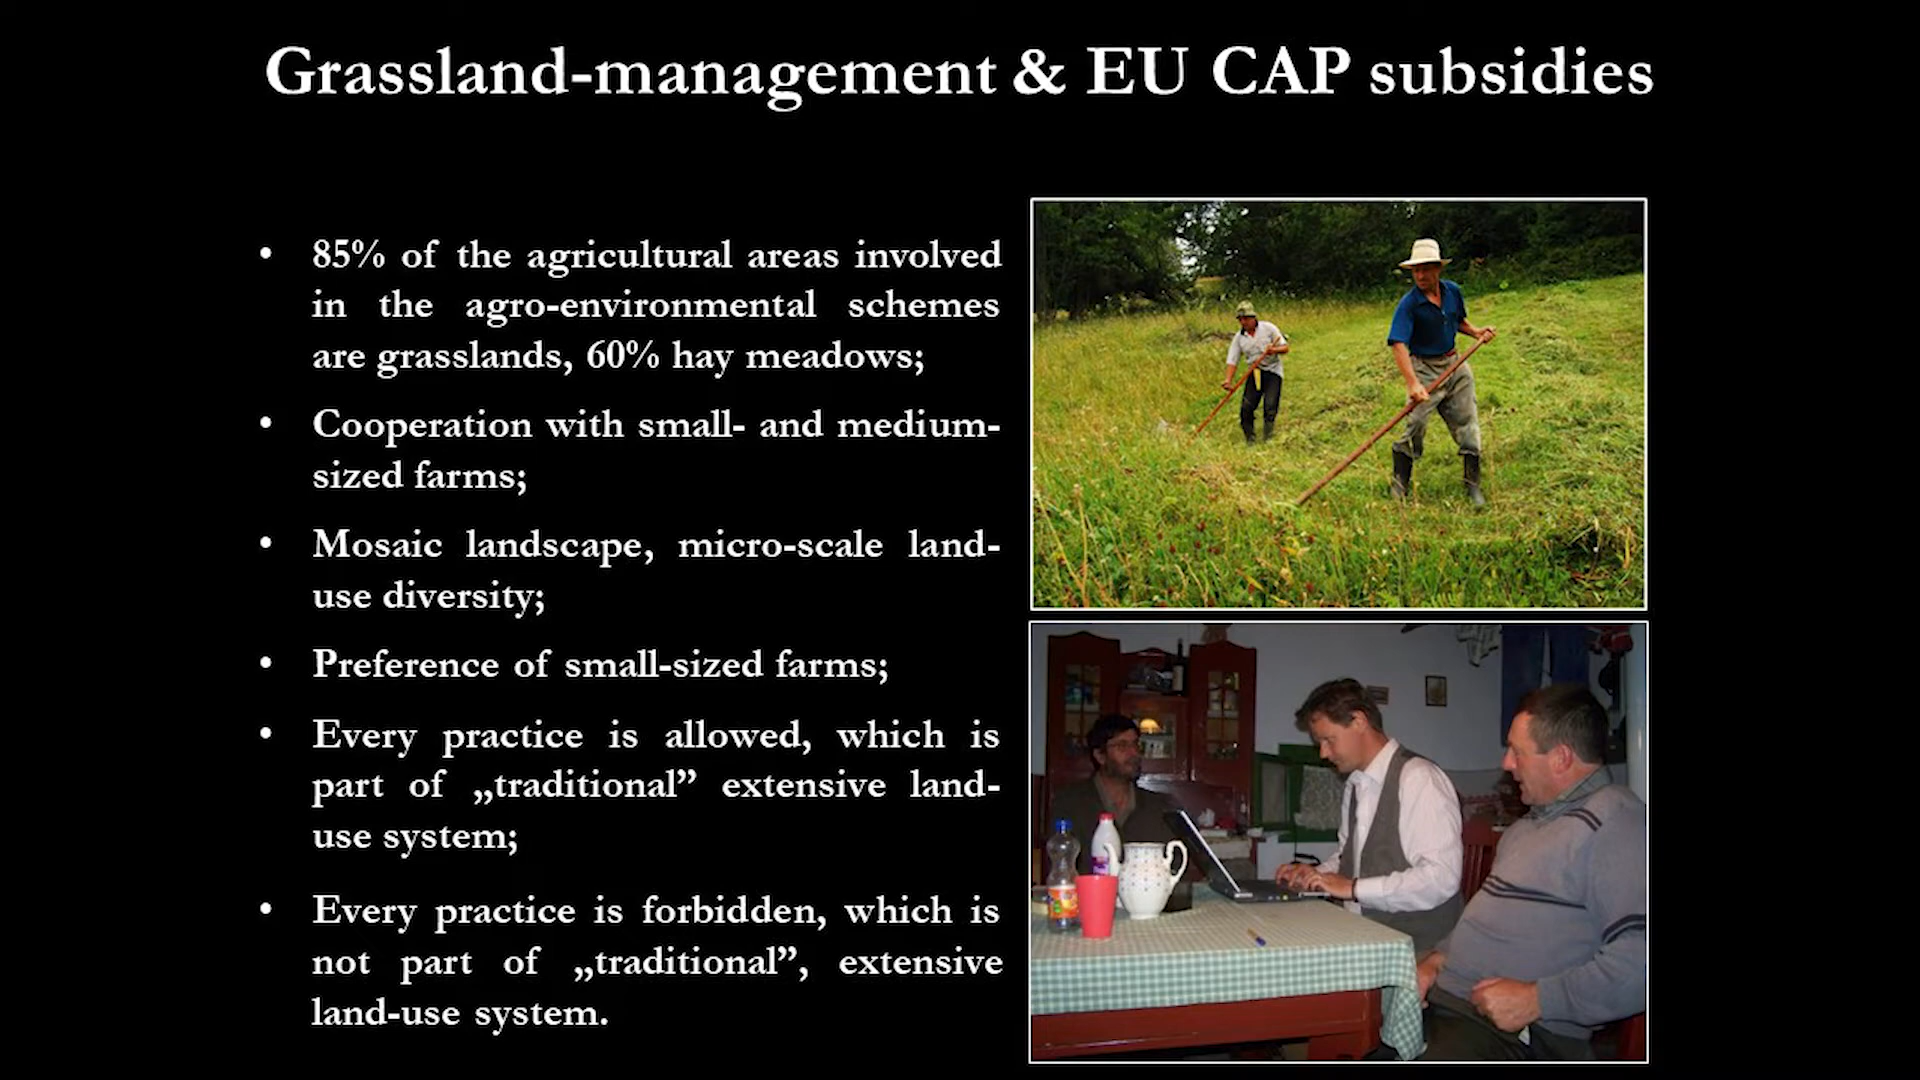 Grassland-management & EU CAP subsidies
• 85% of the agricultural areas involved
in the agro-environmental schemes
are grasslands, 60% hay meadows;
• Cooperation with small- and medium-
sized farms;
• Mosaic landscape, micro-scale land-
use diversity;
• Preference of small-sized farms;
• Every practice is allowed, which is
part of „traditional” extensive land-
use system;
• Every practice is forbidden, which is
not part of „traditional”, extensive
land-use system.